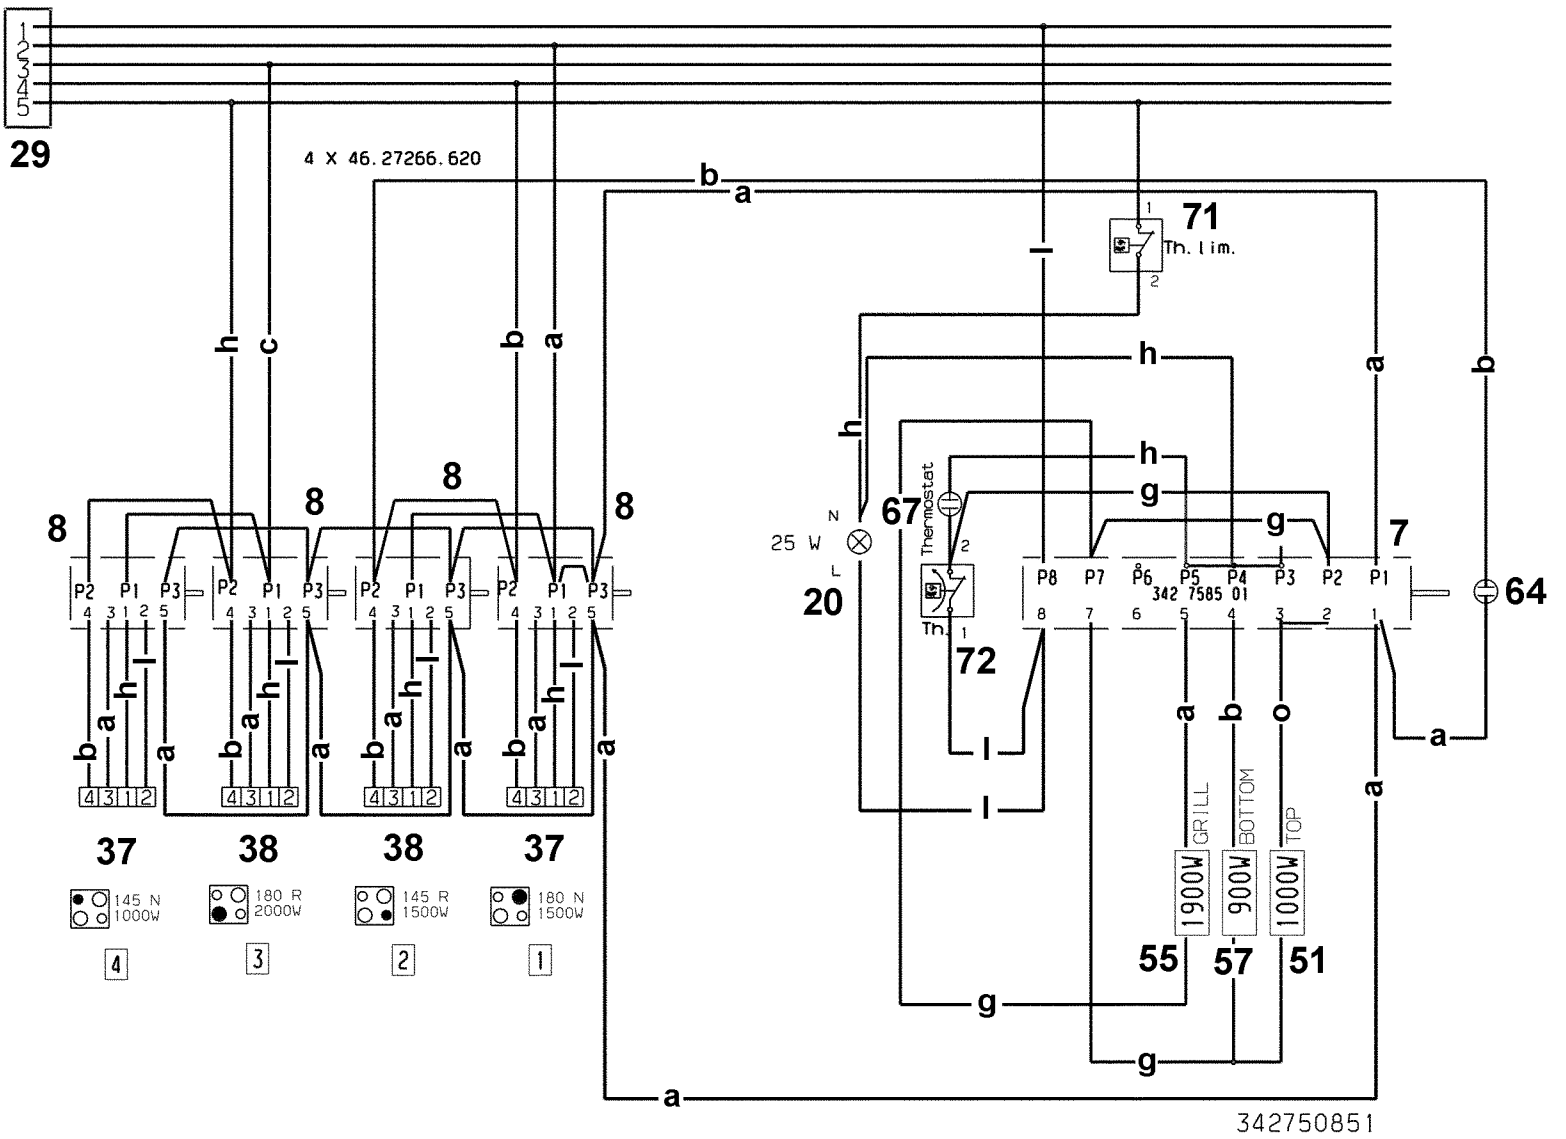 1
2
3
4
5
29
4 X 46.27266.620
b
a
71
1
Th. lim.
2
l
h
c
b
a
h
h
a
b
h
g
g
8
8
8
8
Thermostat
67
N
25 W
L
20
2
Th. 1
72
7
64
P2 P1 P3
4 3 1 2 5
P2 P1 P3
4 3 1 2 5
P2 P1 P3
4 3 1 2 5
P2 P1 P3
4 3 1 2 5
P8 P7 P6 P5 P4 P3 P2 P1
342 7585 01
8 7 6 5 4 3 2 1
b a h l a
b a h l a
b a h l a
b a h l a
a b o
l
l
a
a
4 3 1 2
4 3 1 2
4 3 1 2
4 3 1 2
37
38
38
37
145 N
1000W
180 R
2000W
145 R
1500W
180 N
1500W
4
3
2
1
GRILL
BOTTOM
TOP
1900W
900W
1000W
55
57
51
g
g
a
342750851